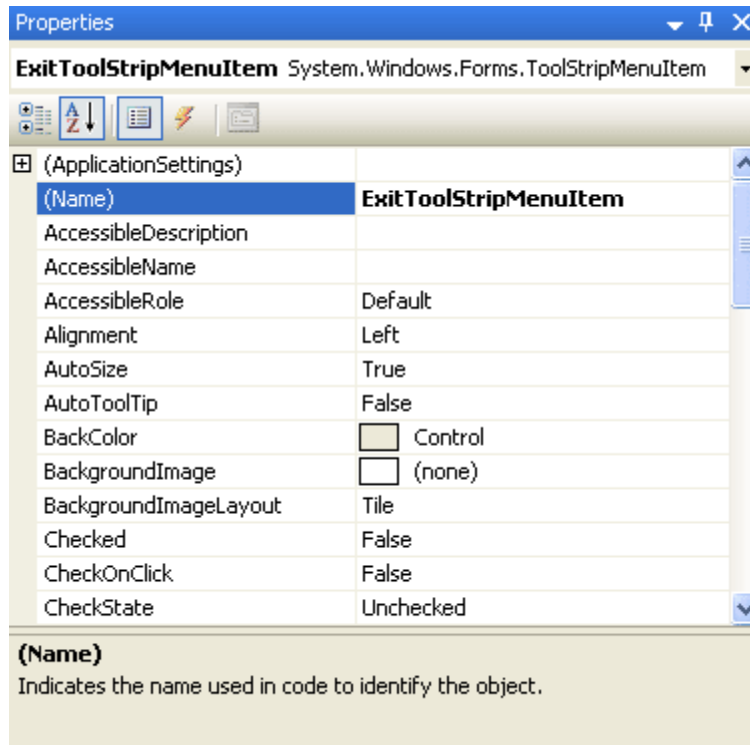 Properties
ExitToolStripMenuItem System.Windows.Forms.ToolStripMenuItem
(ApplicationSettings)
(Name) ExitToolStripMenuItem
AccessibleDescription
AccessibleName
AccessibleRole Default
Alignment Left
AutoSize True
AutoToolTip False
BackColor Control
BackgroundImage (none)
BackgroundImageLayout Tile
Checked False
CheckOnClick False
CheckState Unchecked
(Name)
Indicates the name used in code to identify the object.